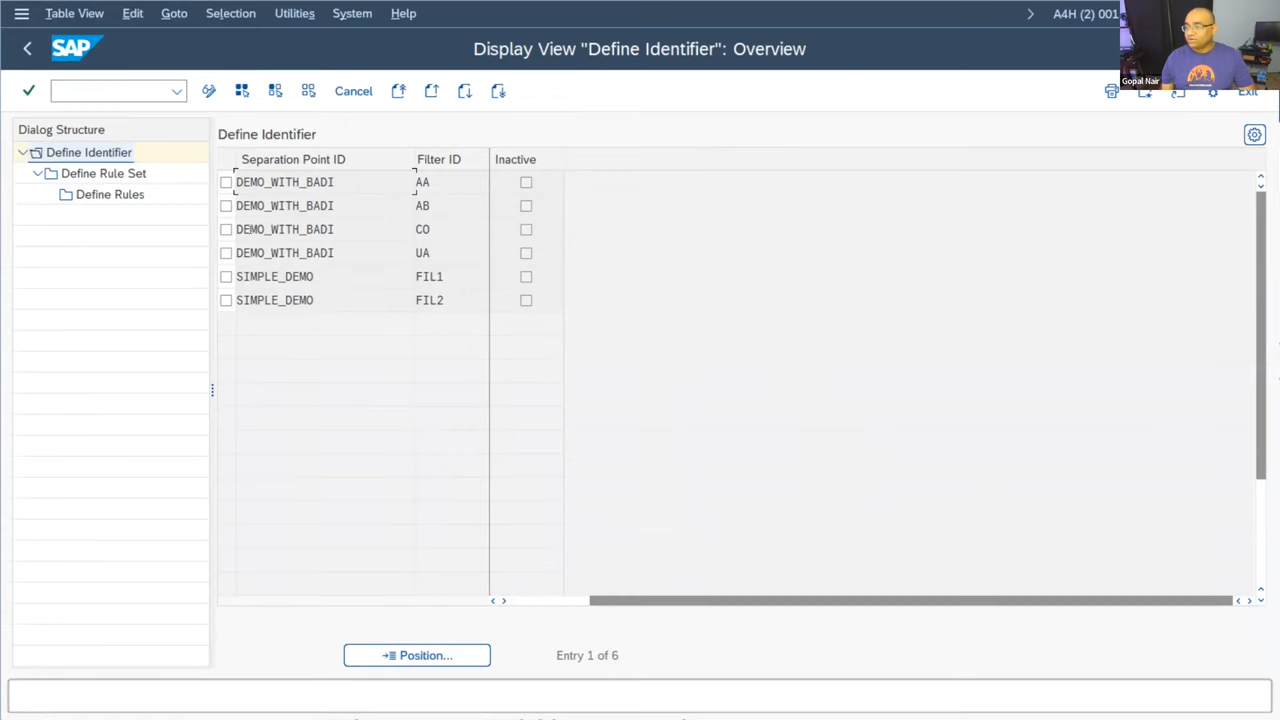 Table View Edit Goto Selection Utilities System Help A4H (2) 001
SAP Display View "Define Identifier": Overview
Gopal Nair
Cancel Exit
Dialog Structure
Define Identifier
Define Rule Set
Define Rules
Define Identifier
Separation Point ID Filter ID Inactive
DEMO_WITH_BADI AA
DEMO_WITH_BADI AB
DEMO_WITH_BADI CO
DEMO_WITH_BADI UA
SIMPLE_DEMO FIL1
SIMPLE_DEMO FIL2
Position... Entry 1 of 6